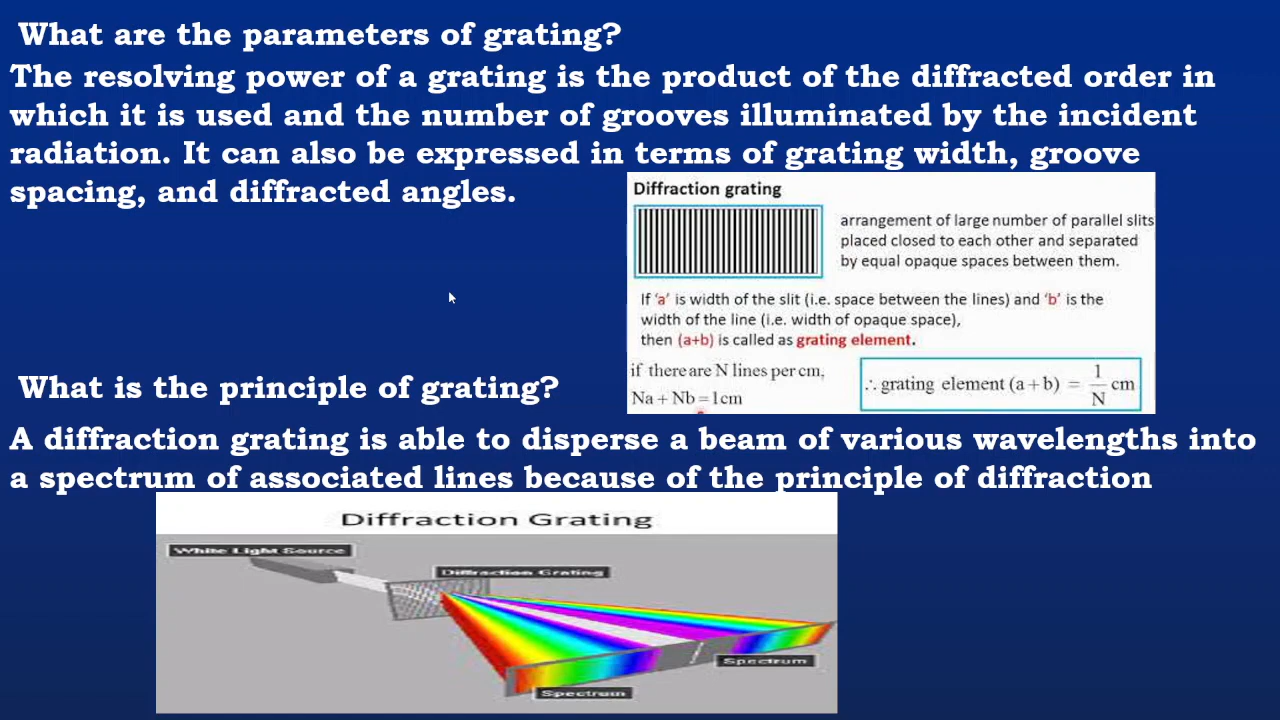 What are the parameters of grating?
The resolving power of a grating is the product of the diffracted order in
which it is used and the number of grooves illuminated by the incident
radiation. It can also be expressed in terms of grating width, groove
spacing, and diffracted angles.
Diffraction grating
arrangement of large number of parallel slits
placed closed to each other and separated
by equal opaque spaces between them.
If 'a' is width of the slit (i.e. space between the lines) and 'b' is the
width of the line (i.e. width of opaque space),
then (a+b) is called as grating element.
if there are N lines per cm,
Na + Nb = 1cm
∴ grating element (a + b) = 1/N cm
What is the principle of grating?
A diffraction grating is able to disperse a beam of various wavelengths into
a spectrum of associated lines because of the principle of diffraction
Diffraction Grating
White Light Source
Diffraction Grating
Spectrum
Spectrum